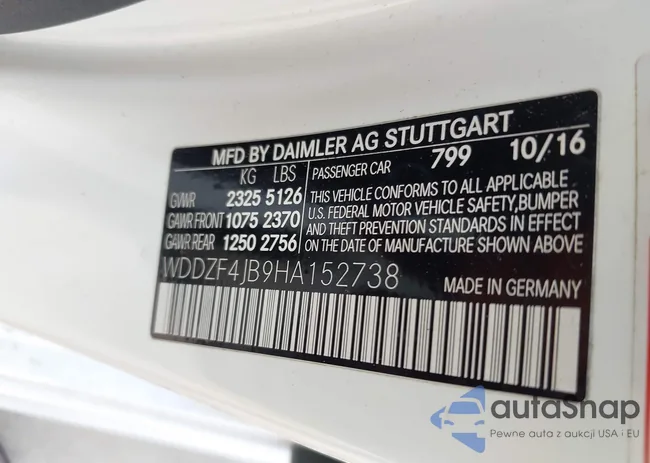 MFD BY DAIMLER AG STUTTGART
KG LBS PASSENGER CAR 799 10/16
GVWR 2325 5126
GAWR FRONT 1075 2370
GAWR REAR 1250 2756
THIS VEHICLE CONFORMS TO ALL APPLICABLE
U.S. FEDERAL MOTOR VEHICLE SAFETY, BUMPER
AND THEFT PREVENTION STANDARDS IN EFFECT
ON THE DATE OF MANUFACTURE SHOWN ABOVE
WDDZF4JB9HA152738
MADE IN GERMANY
autasnap
Pewne auta z aukcji USA i EU